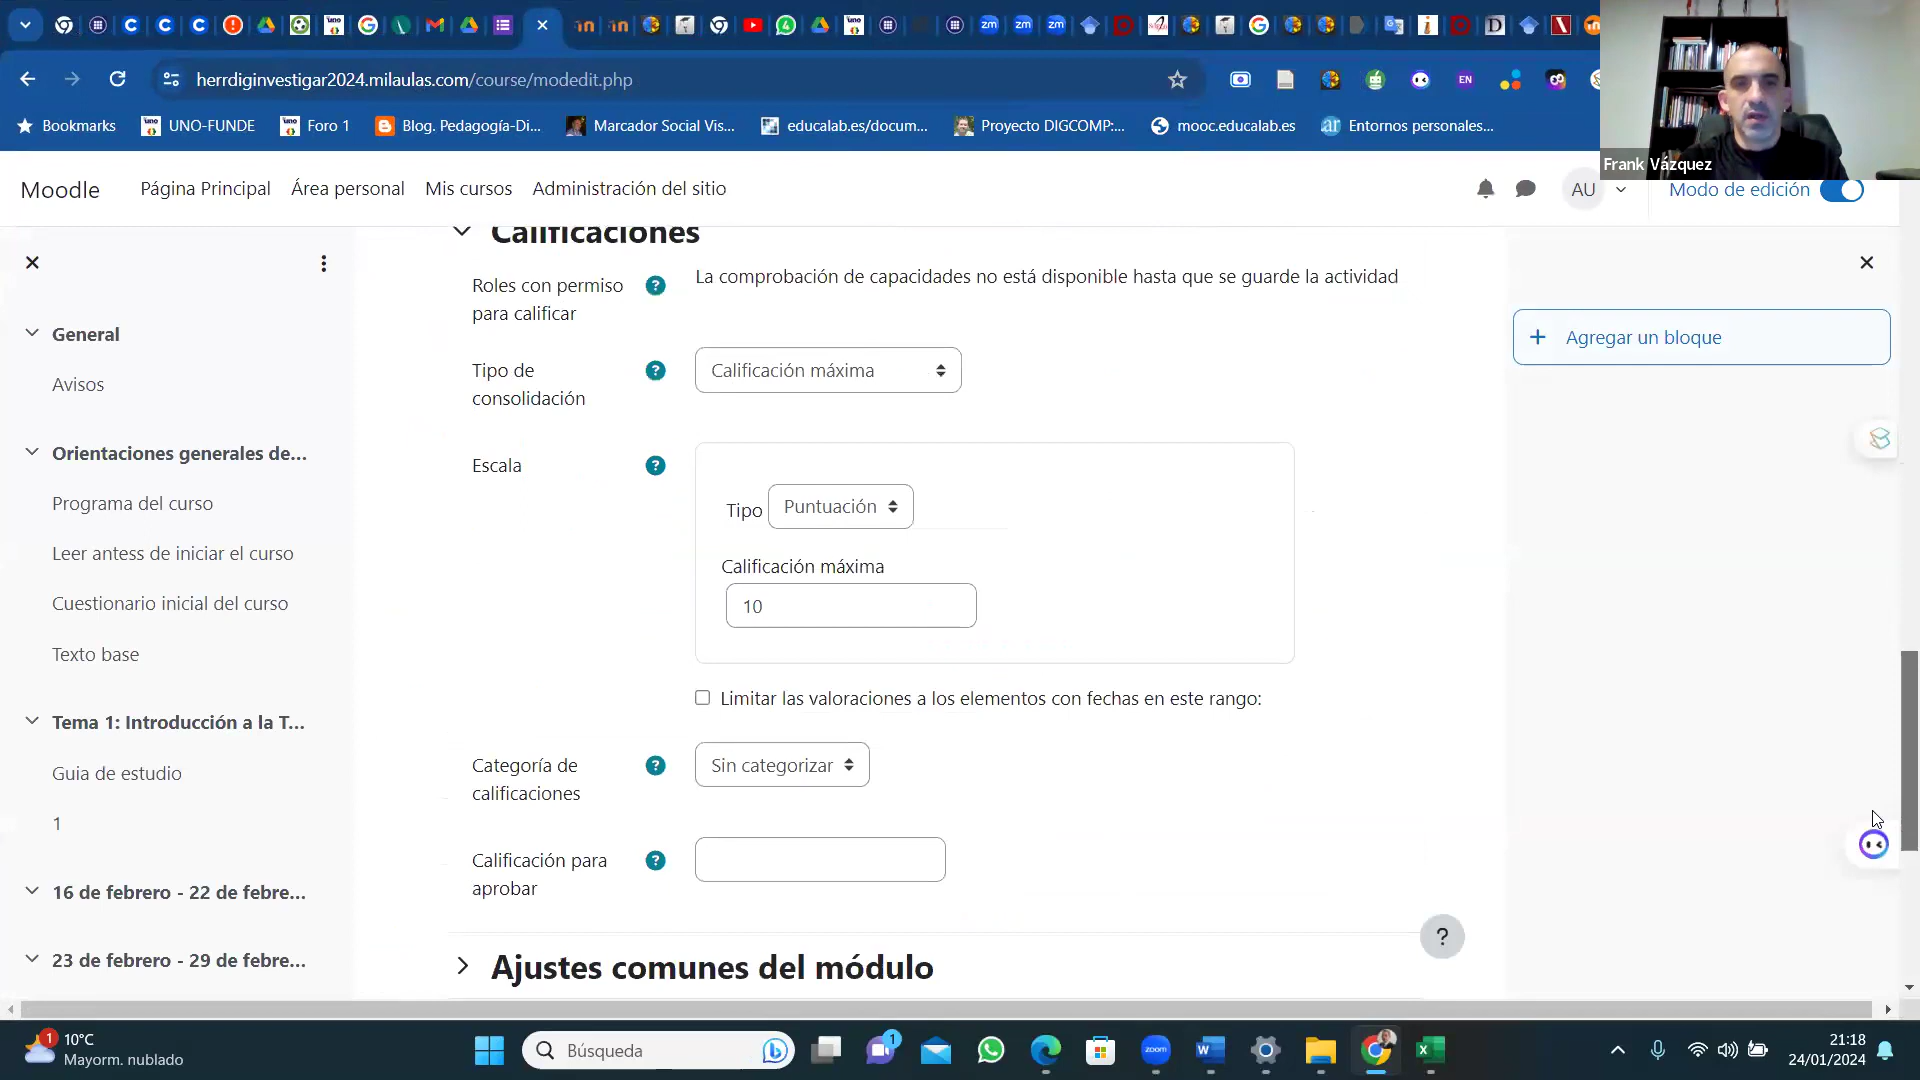 herrdiginvestigar2024.milaulas.com/course/modedit.php
EN
Bookmarks
UNO-FUNDE
Foro 1
Blog. Pedagogía-Di...
Marcador Social Vis...
educalab.es/docum...
Proyecto DIGCOMP:...
mooc.educalab.es
Entornos personales...
Frank Vázquez
Moodle
Página Principal
Área personal
Mis cursos
Administración del sitio
AU
Modo de edición
General
Avisos
Orientaciones generales de...
Programa del curso
Leer antess de iniciar el curso
Cuestionario inicial del curso
Texto base
Tema 1: Introducción a la T...
Guia de estudio
1
16 de febrero - 22 de febre...
23 de febrero - 29 de febre...
Calificaciones
Roles con permiso
para calificar
La comprobación de capacidades no está disponible hasta que se guarde la actividad
Tipo de
consolidación
Calificación máxima
Escala
Tipo
Puntuación
Calificación máxima
10
Limitar las valoraciones a los elementos con fechas en este rango:
Categoría de
calificaciones
Sin categorizar
Calificación para
aprobar
Ajustes comunes del módulo
?
Agregar un bloque
1
10°C
Mayorm. nublado
Búsqueda
1
zoom
21:18
24/01/2024